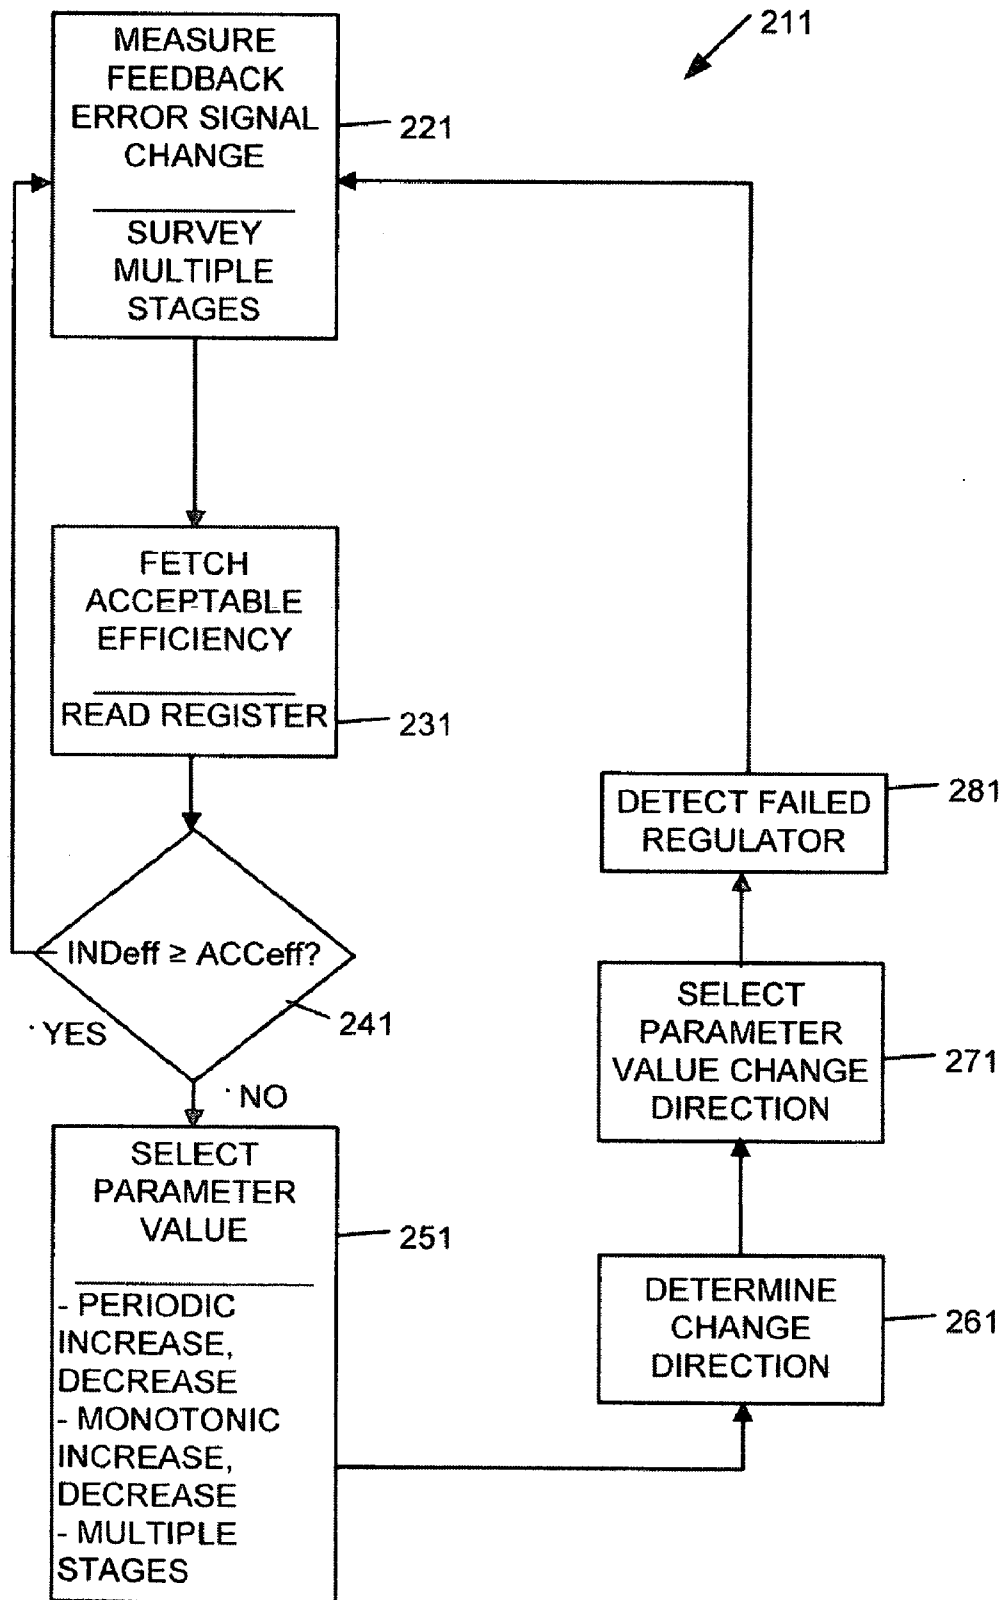 211
MEASURE
FEEDBACK
ERROR SIGNAL
CHANGE
221
SURVEY
MULTIPLE
STAGES
FETCH
ACCEPTABLE
EFFICIENCY
READ REGISTER
231
INDeff ≥ ACCeff?
241
YES
NO
SELECT
PARAMETER
VALUE
251
- PERIODIC
INCREASE,
DECREASE
- MONOTONIC
INCREASE,
DECREASE
- MULTIPLE
STAGES
DETECT FAILED
REGULATOR
281
SELECT
PARAMETER
VALUE CHANGE
DIRECTION
271
DETERMINE
CHANGE
DIRECTION
261